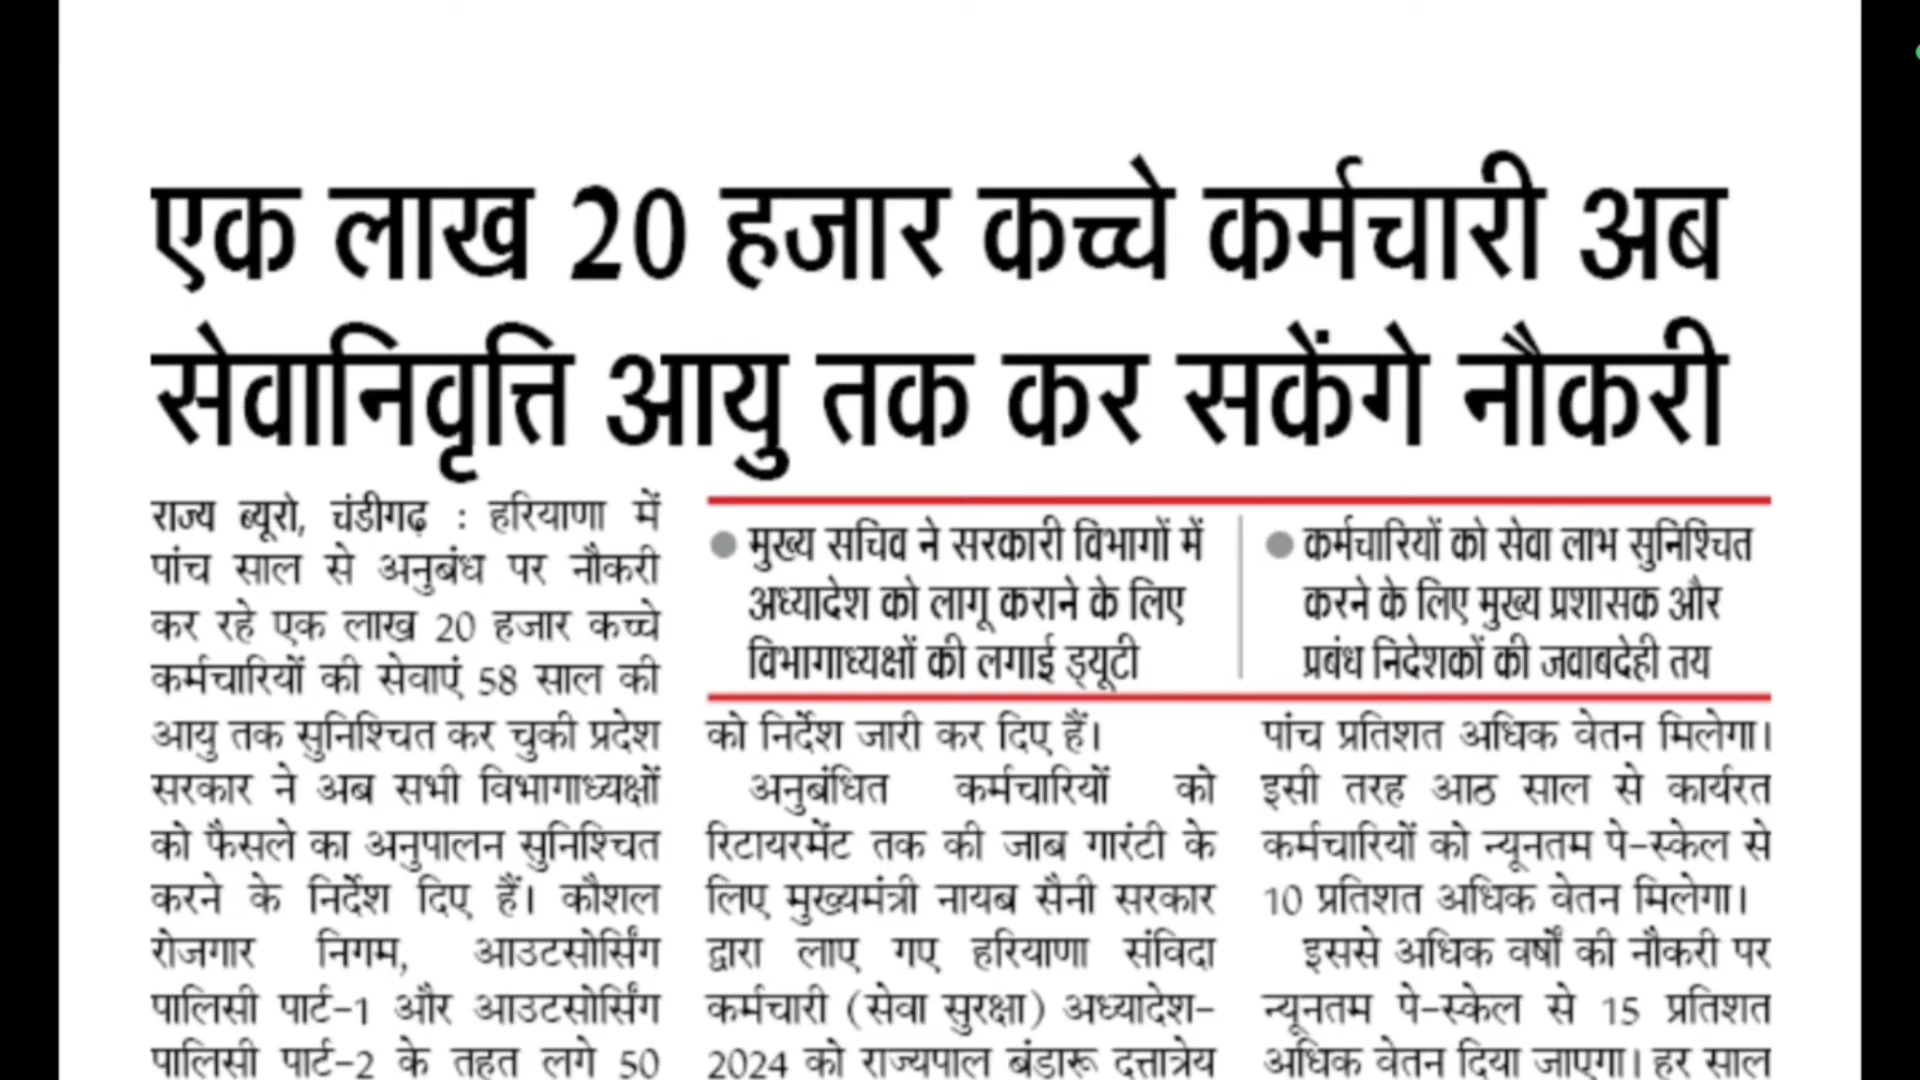 एक लाख 20 हजार कच्चे कर्मचारी अब
सेवानिवृत्ति आयु तक कर सकेंगे नौकरी
राज्य ब्यूरो, चंडीगढ़ : हरियाणा में
पांच साल से अनुबंध पर नौकरी
कर रहे एक लाख 20 हजार कच्चे
कर्मचारियों की सेवाएं 58 साल की
आयु तक सुनिश्चित कर चुकी प्रदेश
सरकार ने अब सभी विभागाध्यक्षों
को फैसले का अनुपालन सुनिश्चित
करने के निर्देश दिए हैं। कौशल
रोजगार निगम, आउटसोर्सिंग
पालिसी पार्ट-1 और आउटसोर्सिंग
पालिसी पार्ट-2 के तहत लगे 50
मुख्य सचिव ने सरकारी विभागों में
अध्यादेश को लागू कराने के लिए
विभागाध्यक्षों की लगाई ड्यूटी
कर्मचारियों को सेवा लाभ सुनिश्चित
करने के लिए मुख्य प्रशासक और
प्रबंध निदेशकों की जवाबदेही तय
को निर्देश जारी कर दिए हैं।
अनुबंधित कर्मचारियों को
रिटायरमेंट तक की जाब गारंटी के
लिए मुख्यमंत्री नायब सैनी सरकार
द्वारा लाए गए हरियाणा संविदा
कर्मचारी (सेवा सुरक्षा) अध्यादेश-
2024 को राज्यपाल बंडारू दत्तात्रेय
पांच प्रतिशत अधिक वेतन मिलेगा।
इसी तरह आठ साल से कार्यरत
कर्मचारियों को न्यूनतम पे-स्केल से
10 प्रतिशत अधिक वेतन मिलेगा।
इससे अधिक वर्षों की नौकरी पर
न्यूनतम पे-स्केल से 15 प्रतिशत
अधिक वेतन दिया जाएगा। हर साल